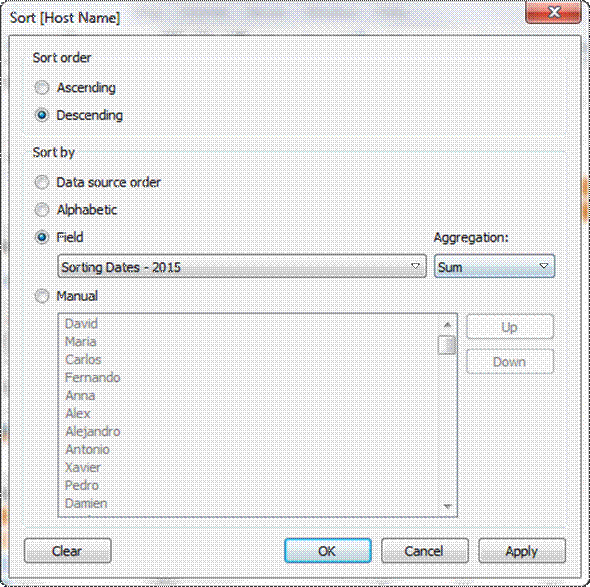 Sort [Host Name]
Sort order
Ascending
Descending
Sort by
Data source order
Alphabetic
Field
Aggregation:
Sorting Dates - 2015
Sum
Manual
David
Maria
Carlos
Fernando
Anna
Alex
Alejandro
Antonio
Xavier
Pedro
Damien
Up
Down
Clear
OK
Cancel
Apply